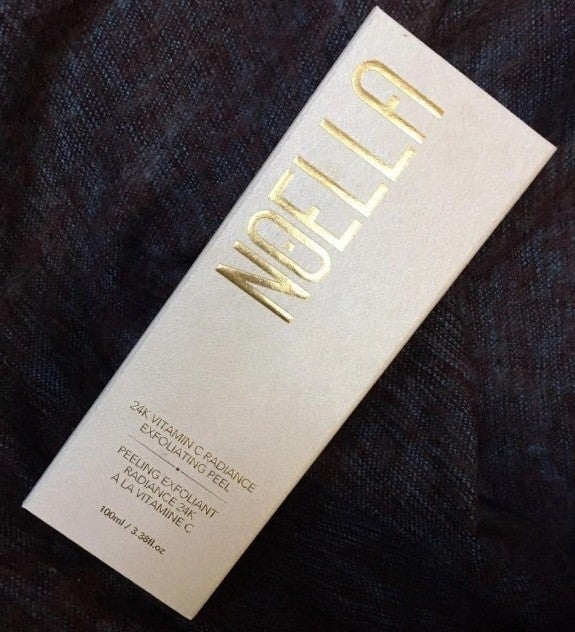 NOELLA
24K VITAMIN C RADIANCE
EXFOLIATING PEEL
PEELING EXFOLIANT
RADIANCE 24K
À LA VITAMINE C
100ml / 3.38fl.oz